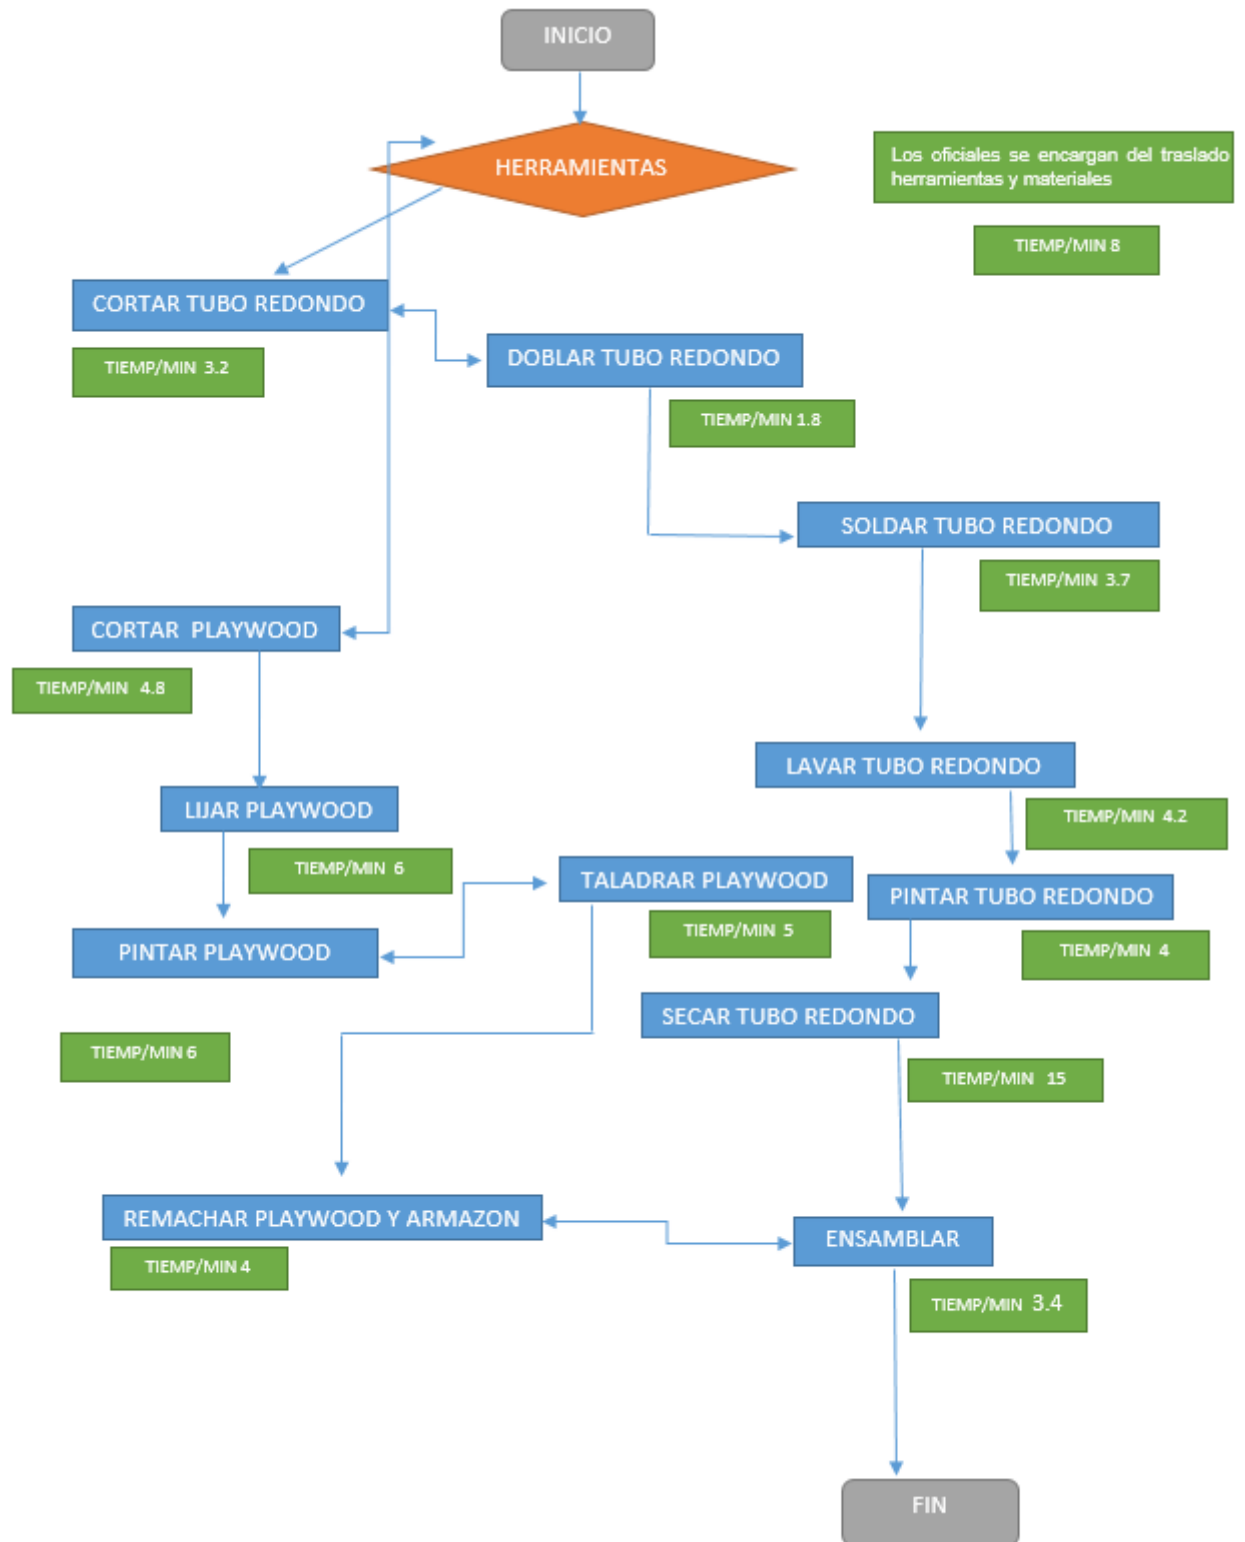 INICIO
HERRAMIENTAS
Los oficiales se encargan del traslado
herramientas y materiales
TIEMP/MIN 8
CORTAR TUBO REDONDO
TIEMP/MIN 3.2
DOBLAR TUBO REDONDO
TIEMP/MIN 1.8
SOLDAR TUBO REDONDO
TIEMP/MIN 3.7
CORTAR PLAYWOOD
TIEMP/MIN 4.8
LAVAR TUBO REDONDO
LIJAR PLAYWOOD
TIEMP/MIN 4.2
TIEMP/MIN 6
TALADRAR PLAYWOOD
PINTAR TUBO REDONDO
TIEMP/MIN 5
PINTAR PLAYWOOD
TIEMP/MIN 4
SECAR TUBO REDONDO
TIEMP/MIN 6
TIEMP/MIN 15
REMACHAR PLAYWOOD Y ARMAZON
ENSAMBLAR
TIEMP/MIN 4
TIEMP/MIN 3.4
FIN